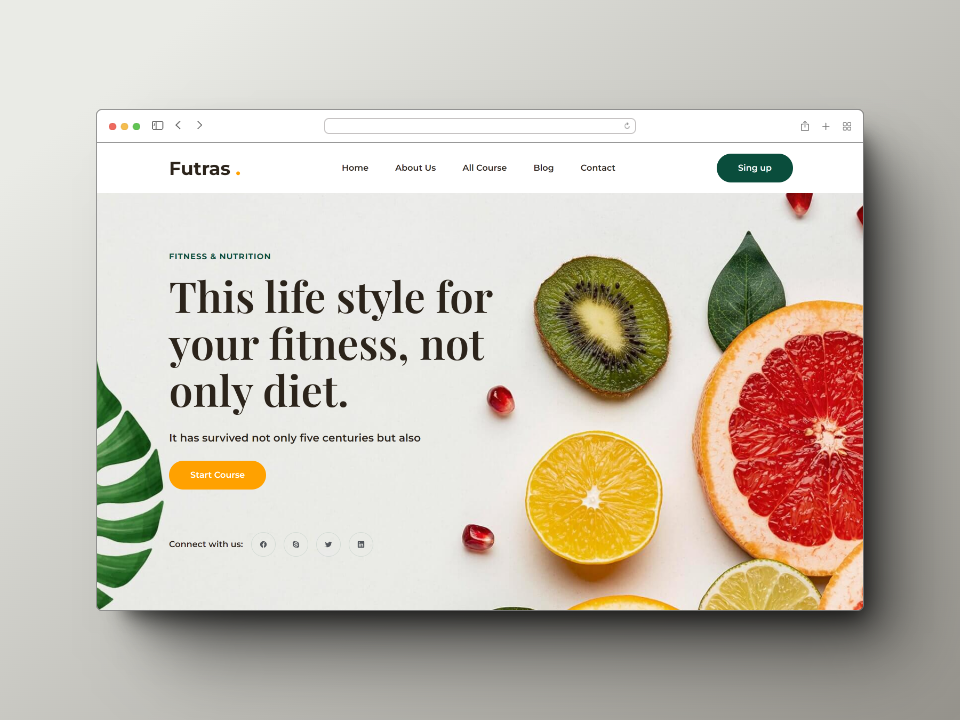 Futras .
Home About Us All Course Blog Contact
Sing up
FITNESS & NUTRITION
This life style for
your fitness, not
only diet.
It has survived not only five centuries but also
Start Course
Connect with us: